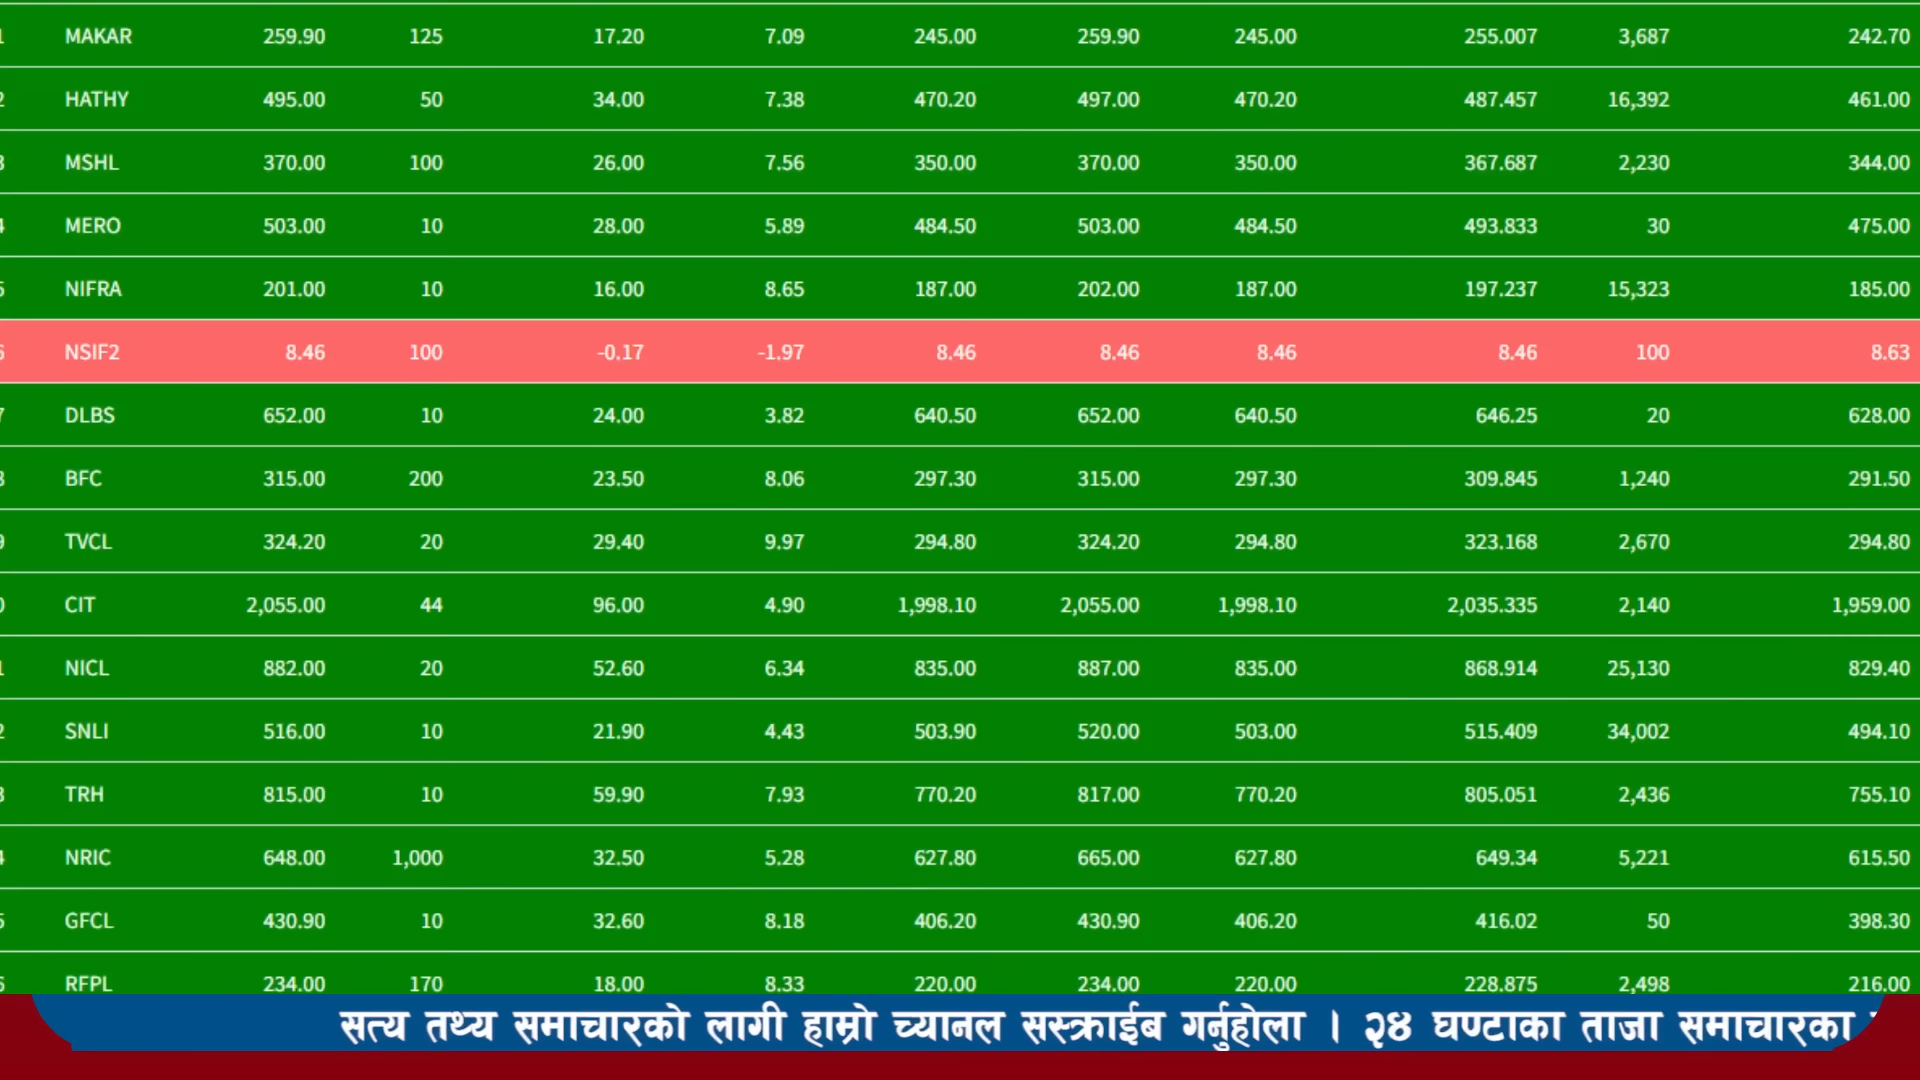 1 MAKAR 259.90 125 17.20 7.09 245.00 259.90 245.00 255.007 3,687 242.70
2 HATHY 495.00 50 34.00 7.38 470.20 497.00 470.20 487.457 16,392 461.00
3 MSHL 370.00 100 26.00 7.56 350.00 370.00 350.00 367.687 2,230 344.00
4 MERO 503.00 10 28.00 5.89 484.50 503.00 484.50 493.833 30 475.00
5 NIFRA 201.00 10 16.00 8.65 187.00 202.00 187.00 197.237 15,323 185.00
6 NSIF2 8.46 100 -0.17 -1.97 8.46 8.46 8.46 8.46 100 8.63
7 DLBS 652.00 10 24.00 3.82 640.50 652.00 640.50 646.25 20 628.00
8 BFC 315.00 200 23.50 8.06 297.30 315.00 297.30 309.845 1,240 291.50
9 TVCL 324.20 20 29.40 9.97 294.80 324.20 294.80 323.168 2,670 294.80
0 CIT 2,055.00 44 96.00 4.90 1,998.10 2,055.00 1,998.10 2,035.335 2,140 1,959.00
1 NICL 882.00 20 52.60 6.34 835.00 887.00 835.00 868.914 25,130 829.40
2 SNLI 516.00 10 21.90 4.43 503.90 520.00 503.00 515.409 34,002 494.10
3 TRH 815.00 10 59.90 7.93 770.20 817.00 770.20 805.051 2,436 755.10
4 NRIC 648.00 1,000 32.50 5.28 627.80 665.00 627.80 649.34 5,221 615.50
5 GFCL 430.90 10 32.60 8.18 406.20 430.90 406.20 416.02 50 398.30
6 RFPL 234.00 170 18.00 8.33 220.00 234.00 220.00 228.875 2,498 216.00
सत्य तथ्य समाचारको लागी हाम्रो च्यानल सस्क्राईब गर्नुहोला । २४ घण्टाका ताजा समाचारका